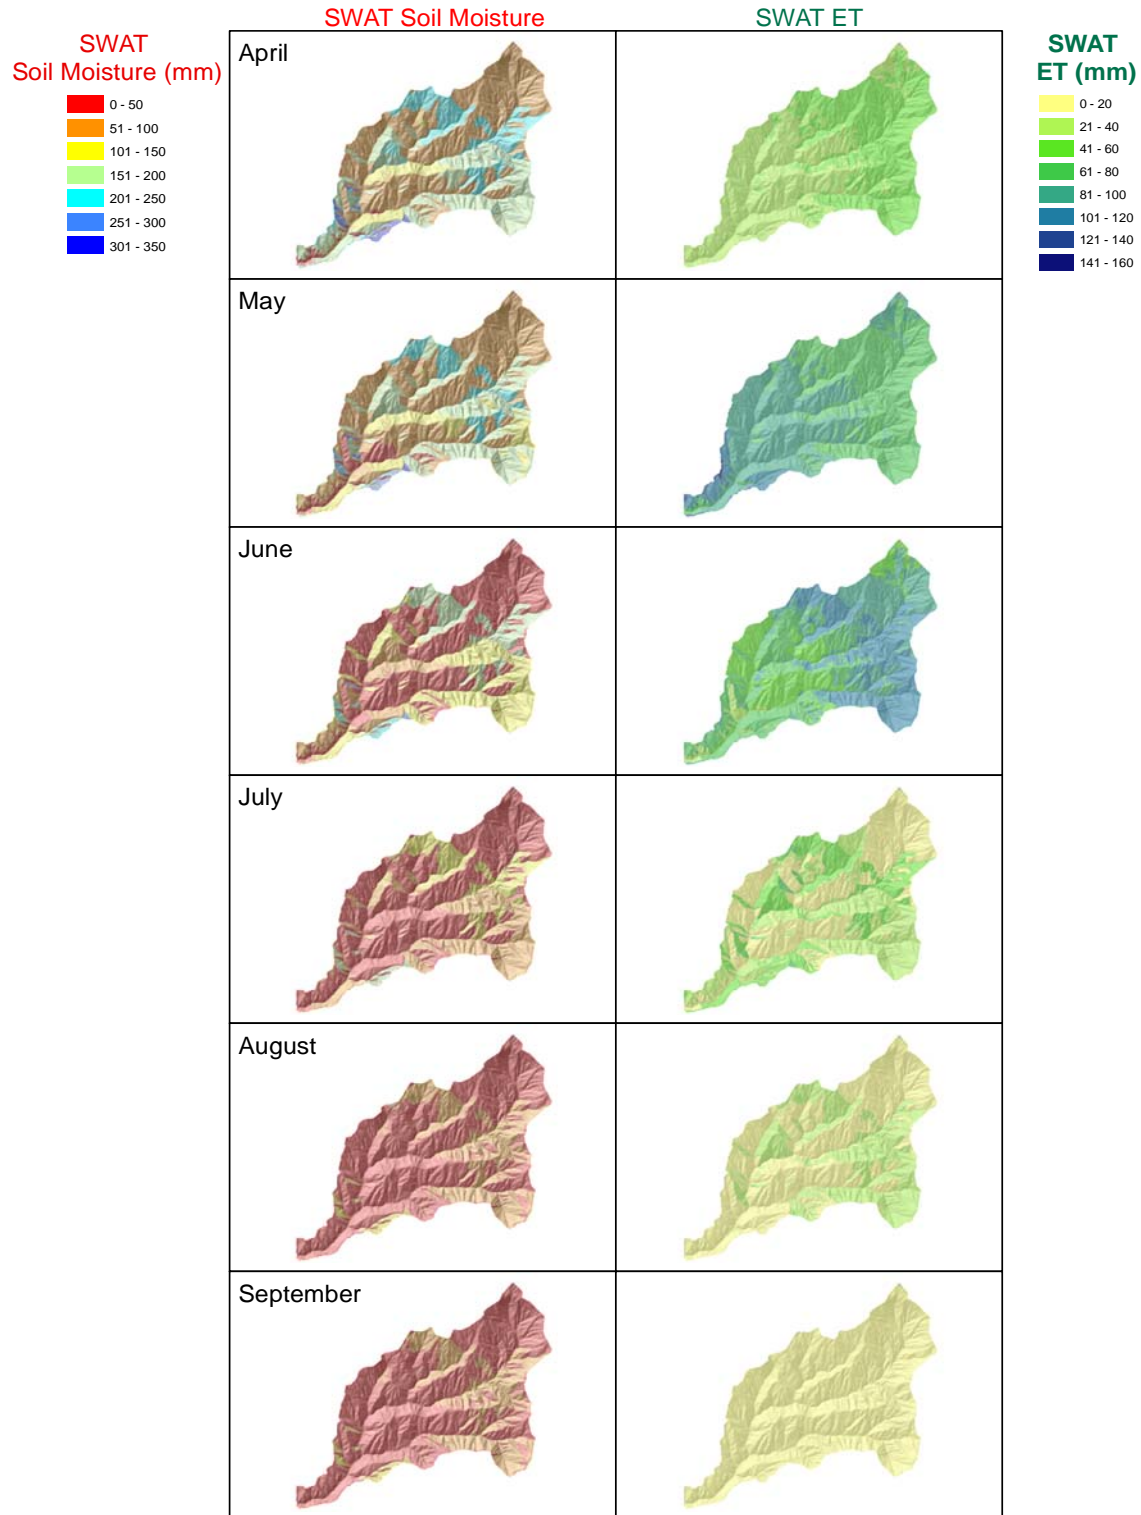 SWAT Soil Moisture
SWAT ET
SWAT
Soil Moisture (mm)
0 - 50
51 - 100
101 - 150
151 - 200
201 - 250
251 - 300
301 - 350
SWAT
ET (mm)
0 - 20
21 - 40
41 - 60
61 - 80
81 - 100
101 - 120
121 - 140
141 - 160
April
May
June
July
August
September